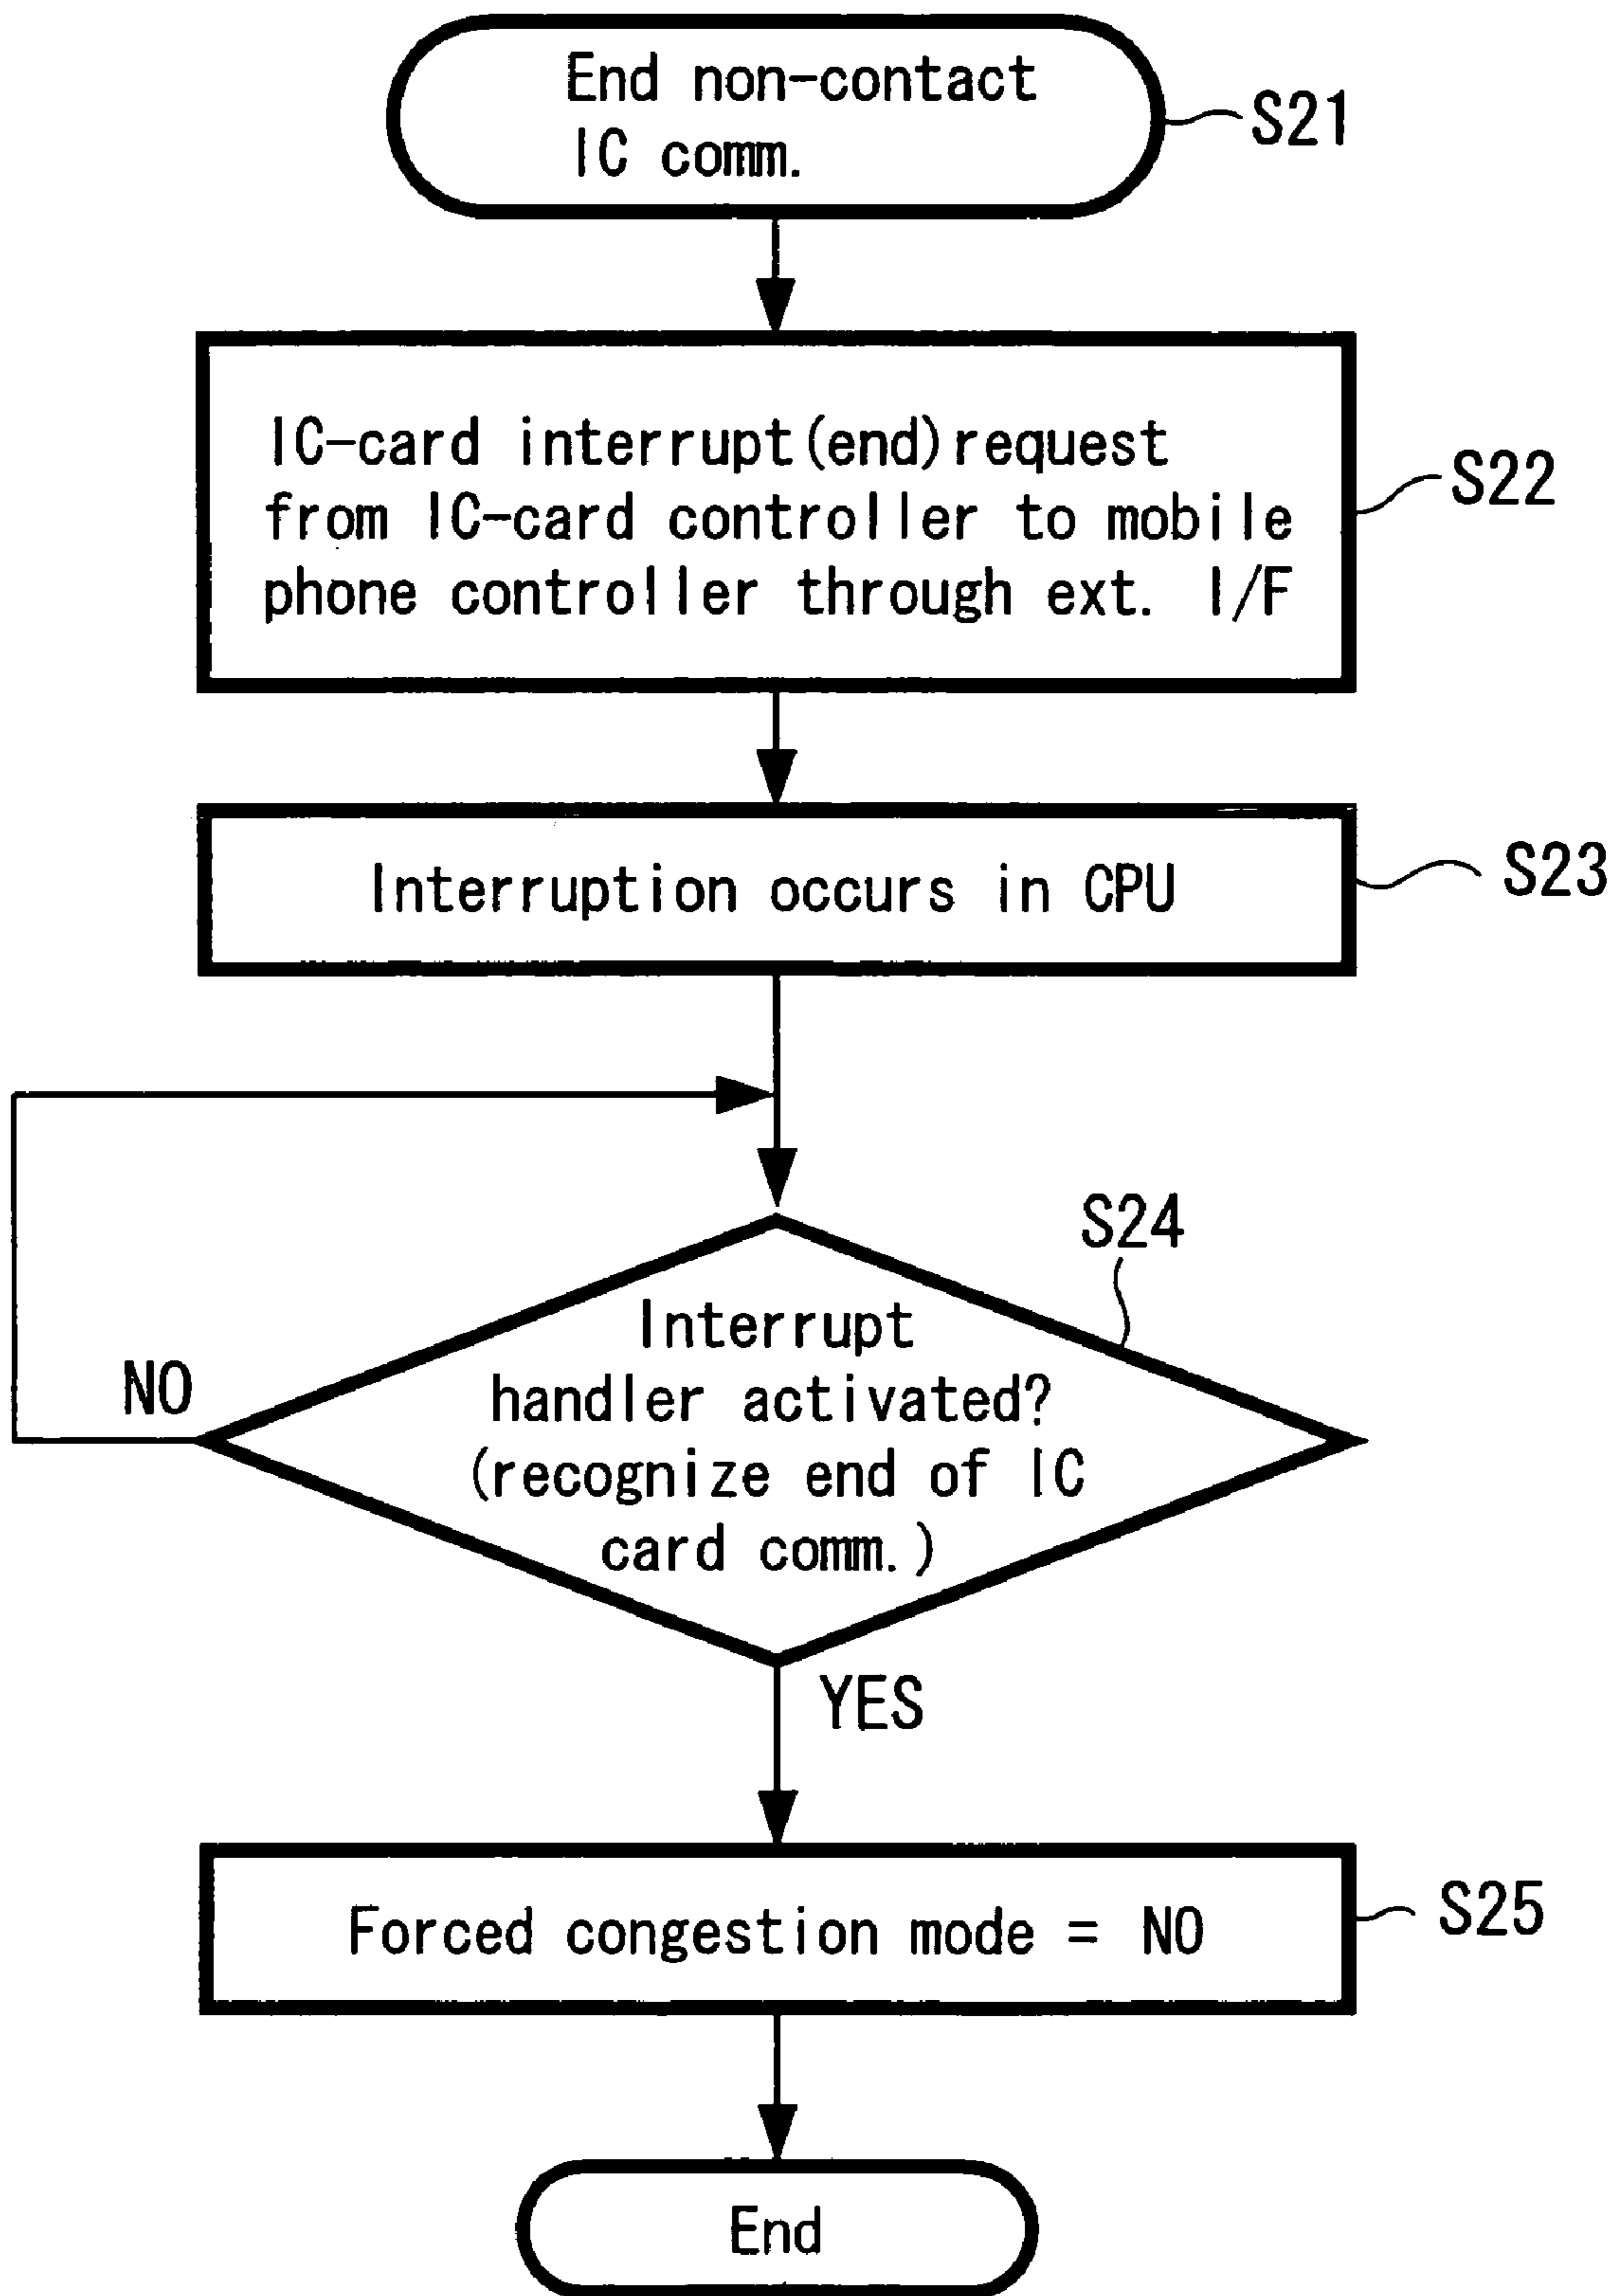 End non-contact
IC comm.
S21
IC-card interrupt(end)request
from IC-card controller to mobile
phone controller through ext. I/F
S22
Interruption occurs in CPU
S23
S24
Interrupt
handler activated?
(recognize end of IC
card comm.)
NO
YES
Forced congestion mode = NO
S25
End